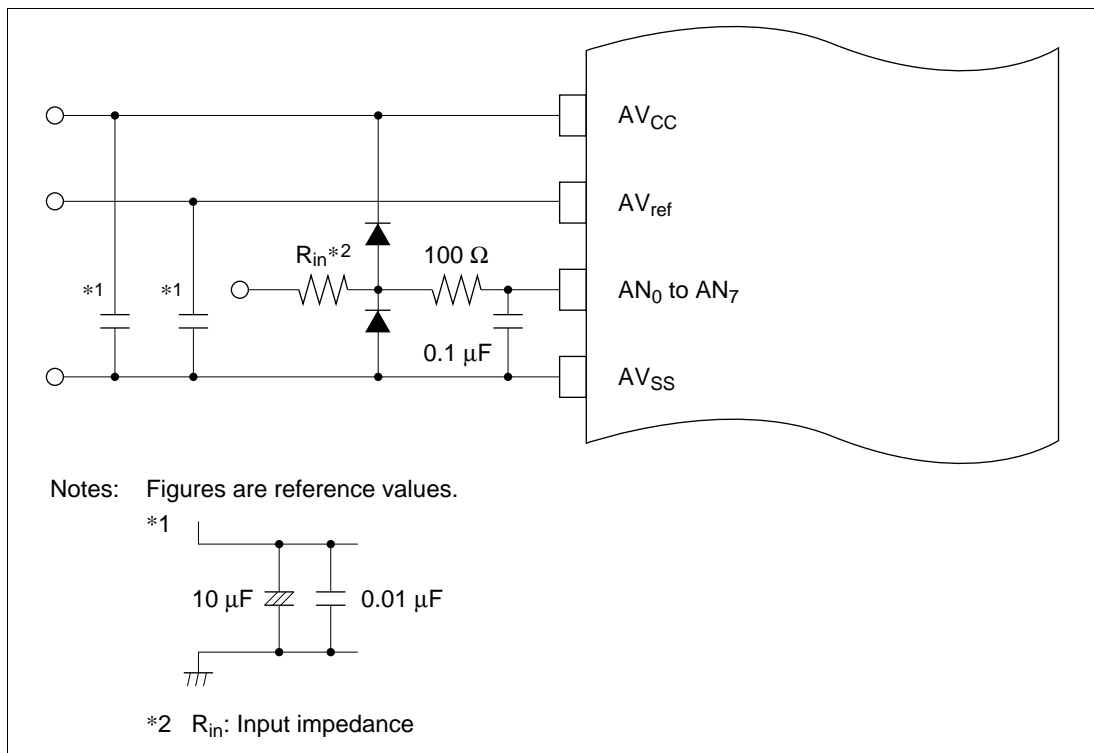 AVCC
AVref
Rin*2
100 Ω
*1
*1
AN0 to AN7
0.1 μF
AVSS
Notes: Figures are reference values.
*1
10 μF
0.01 μF
*2 Rin: Input impedance